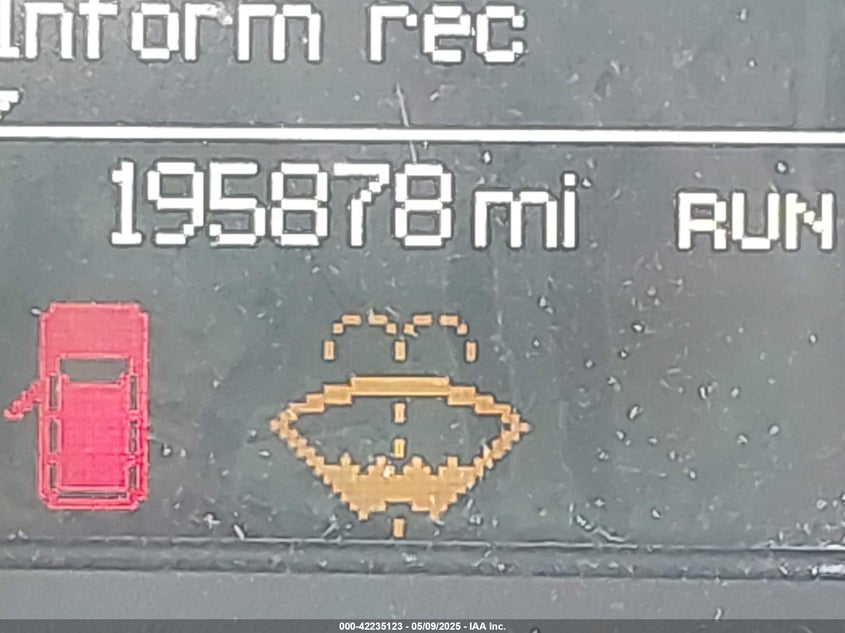 Inform rec
195878 mi RUN
000-42235123 - 05/09/2025 - IAA Inc.